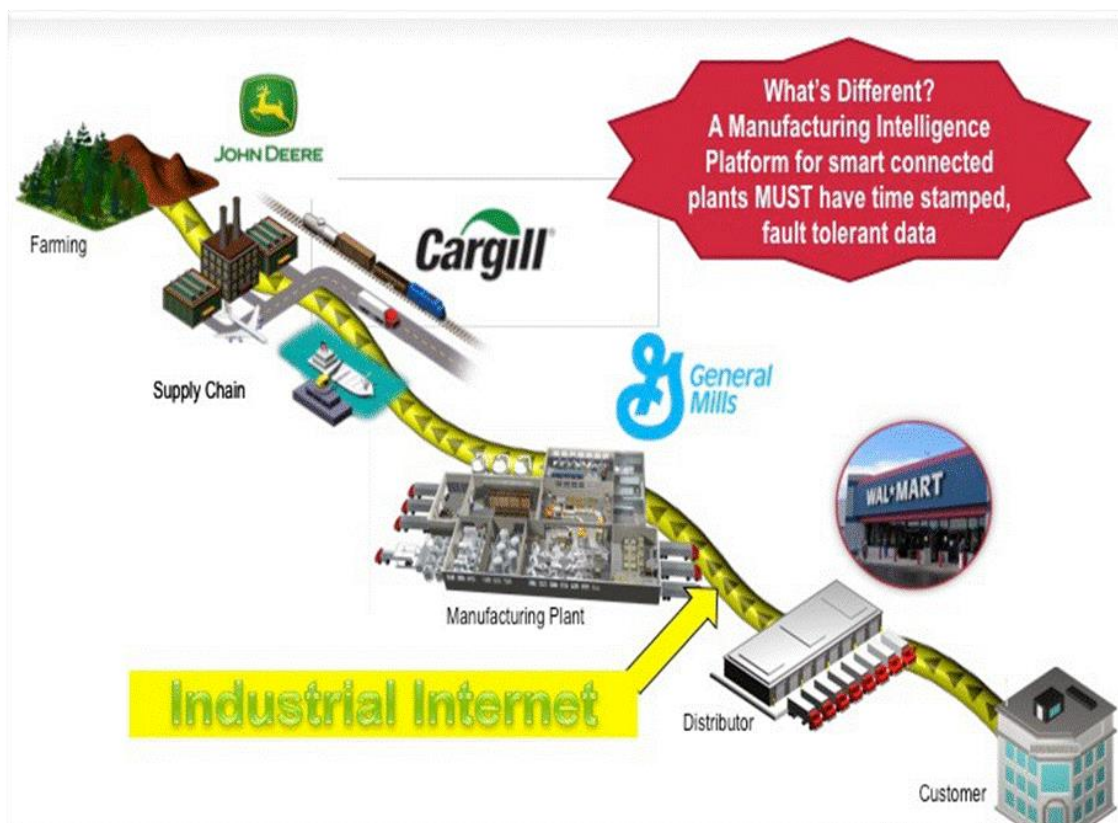 What's Different?
A Manufacturing Intelligence
Platform for smart connected
plants MUST have time stamped,
fault tolerant data
JOHN DEERE
Farming
Cargill
Supply Chain
General
Mills
WAL★MART
Manufacturing Plant
Industrial Internet
Distributor
Customer